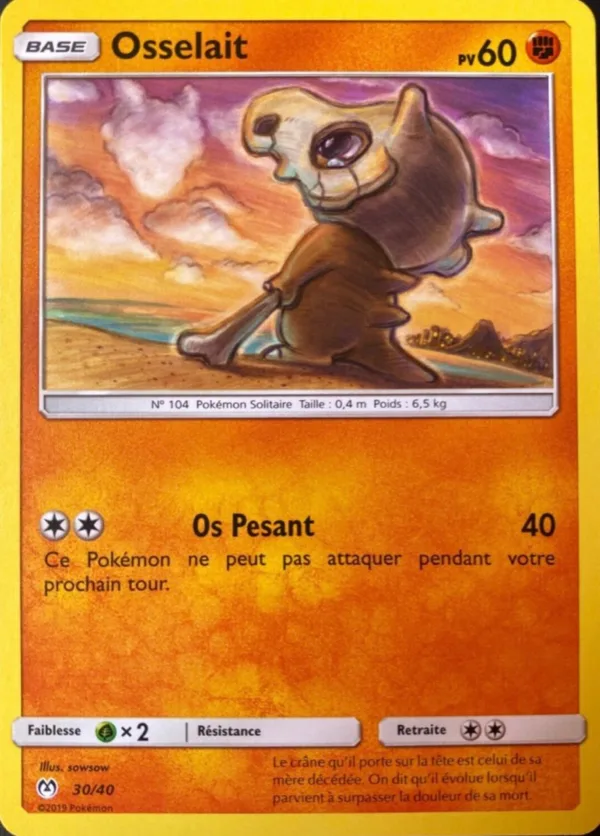 BASE Osselait PV60
N° 104 Pokémon Solitaire Taille : 0,4 m Poids : 6,5 kg
Os Pesant 40
Ce Pokémon ne peut pas attaquer pendant votre
prochain tour.
Faiblesse ×2 Résistance Retraite
Illus. sowsow
30/40
©2019 Pokémon
Le crâne qu'il porte sur la tête est celui de sa
mère décédée. On dit qu'il évolue lorsqu'il
parvient à surpasser la douleur de sa mort.